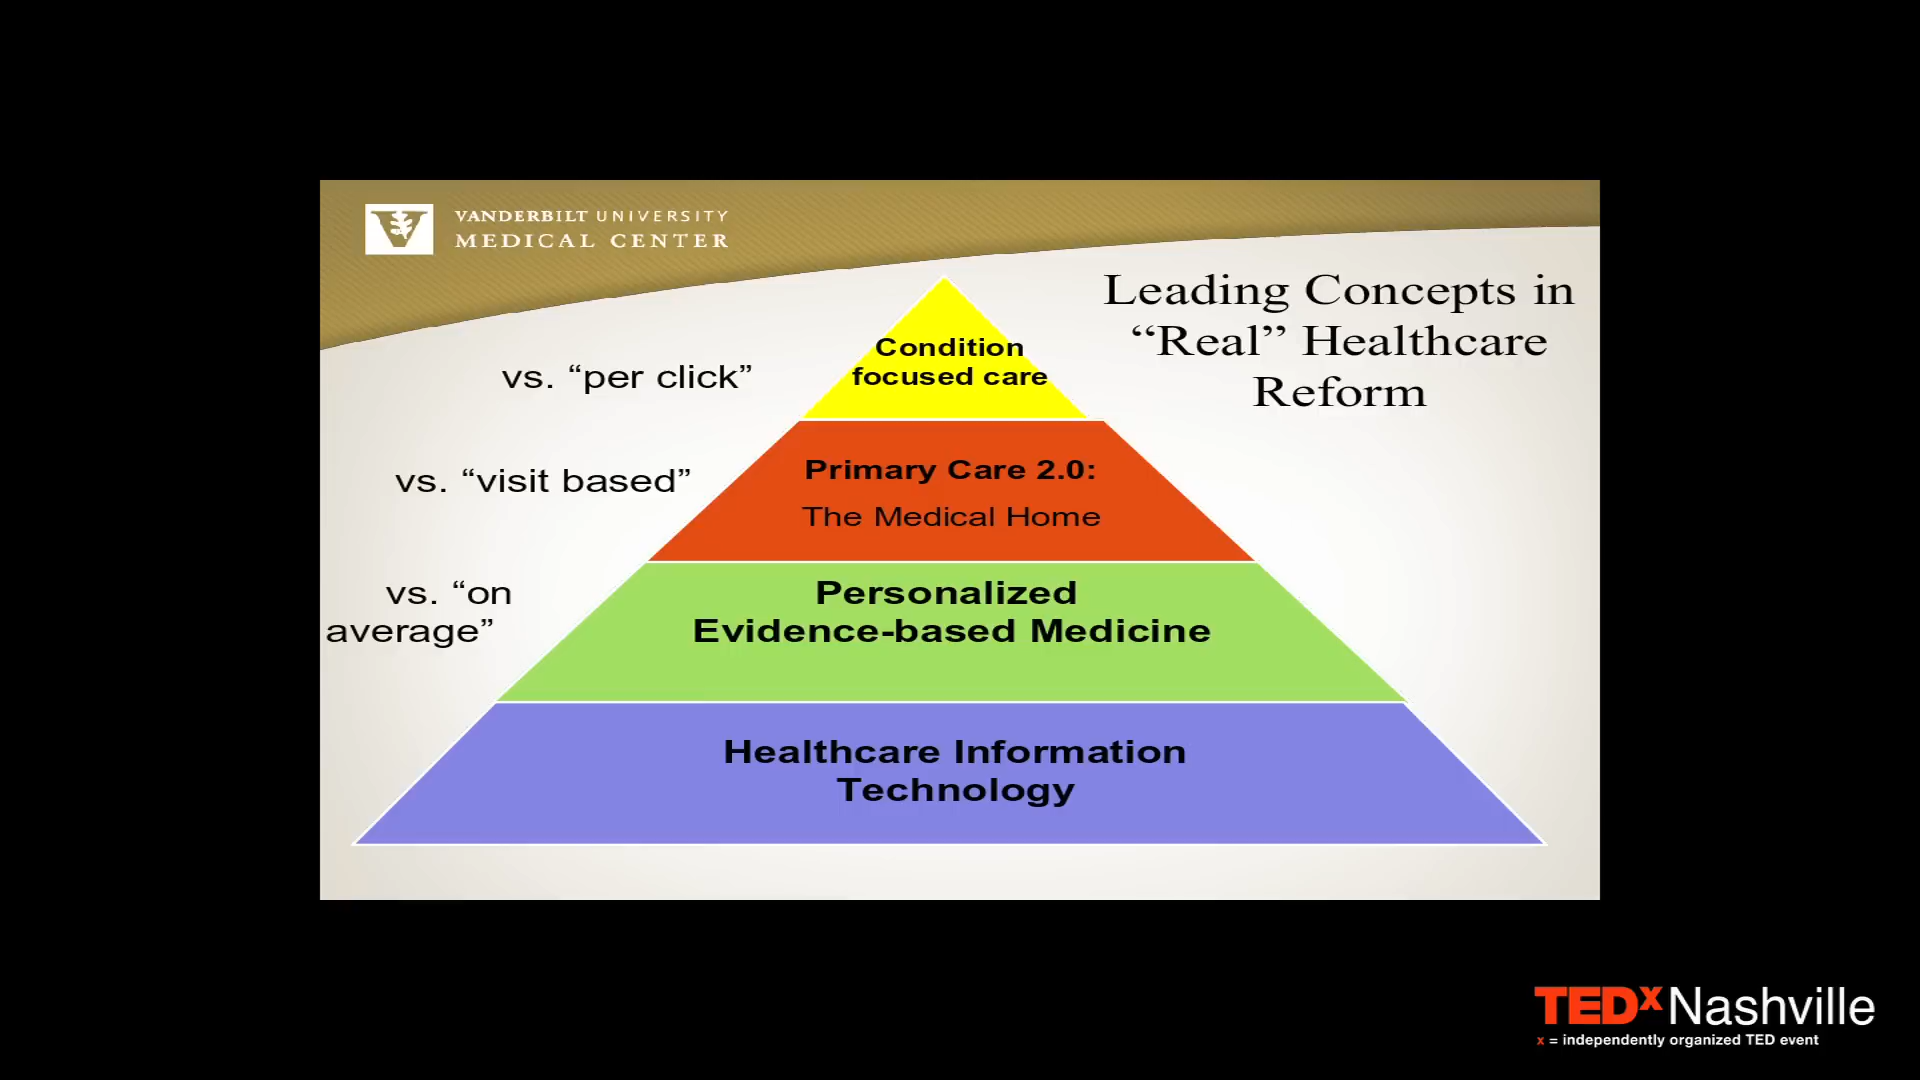 VANDERBILT UNIVERSITY
MEDICAL CENTER
Leading Concepts in
“Real” Healthcare
Reform
vs. “per click”
Condition
focused care
vs. “visit based”
Primary Care 2.0:
The Medical Home
vs. “on
average”
Personalized
Evidence-based Medicine
Healthcare Information
Technology
TEDxNashville
x = independently organized TED event